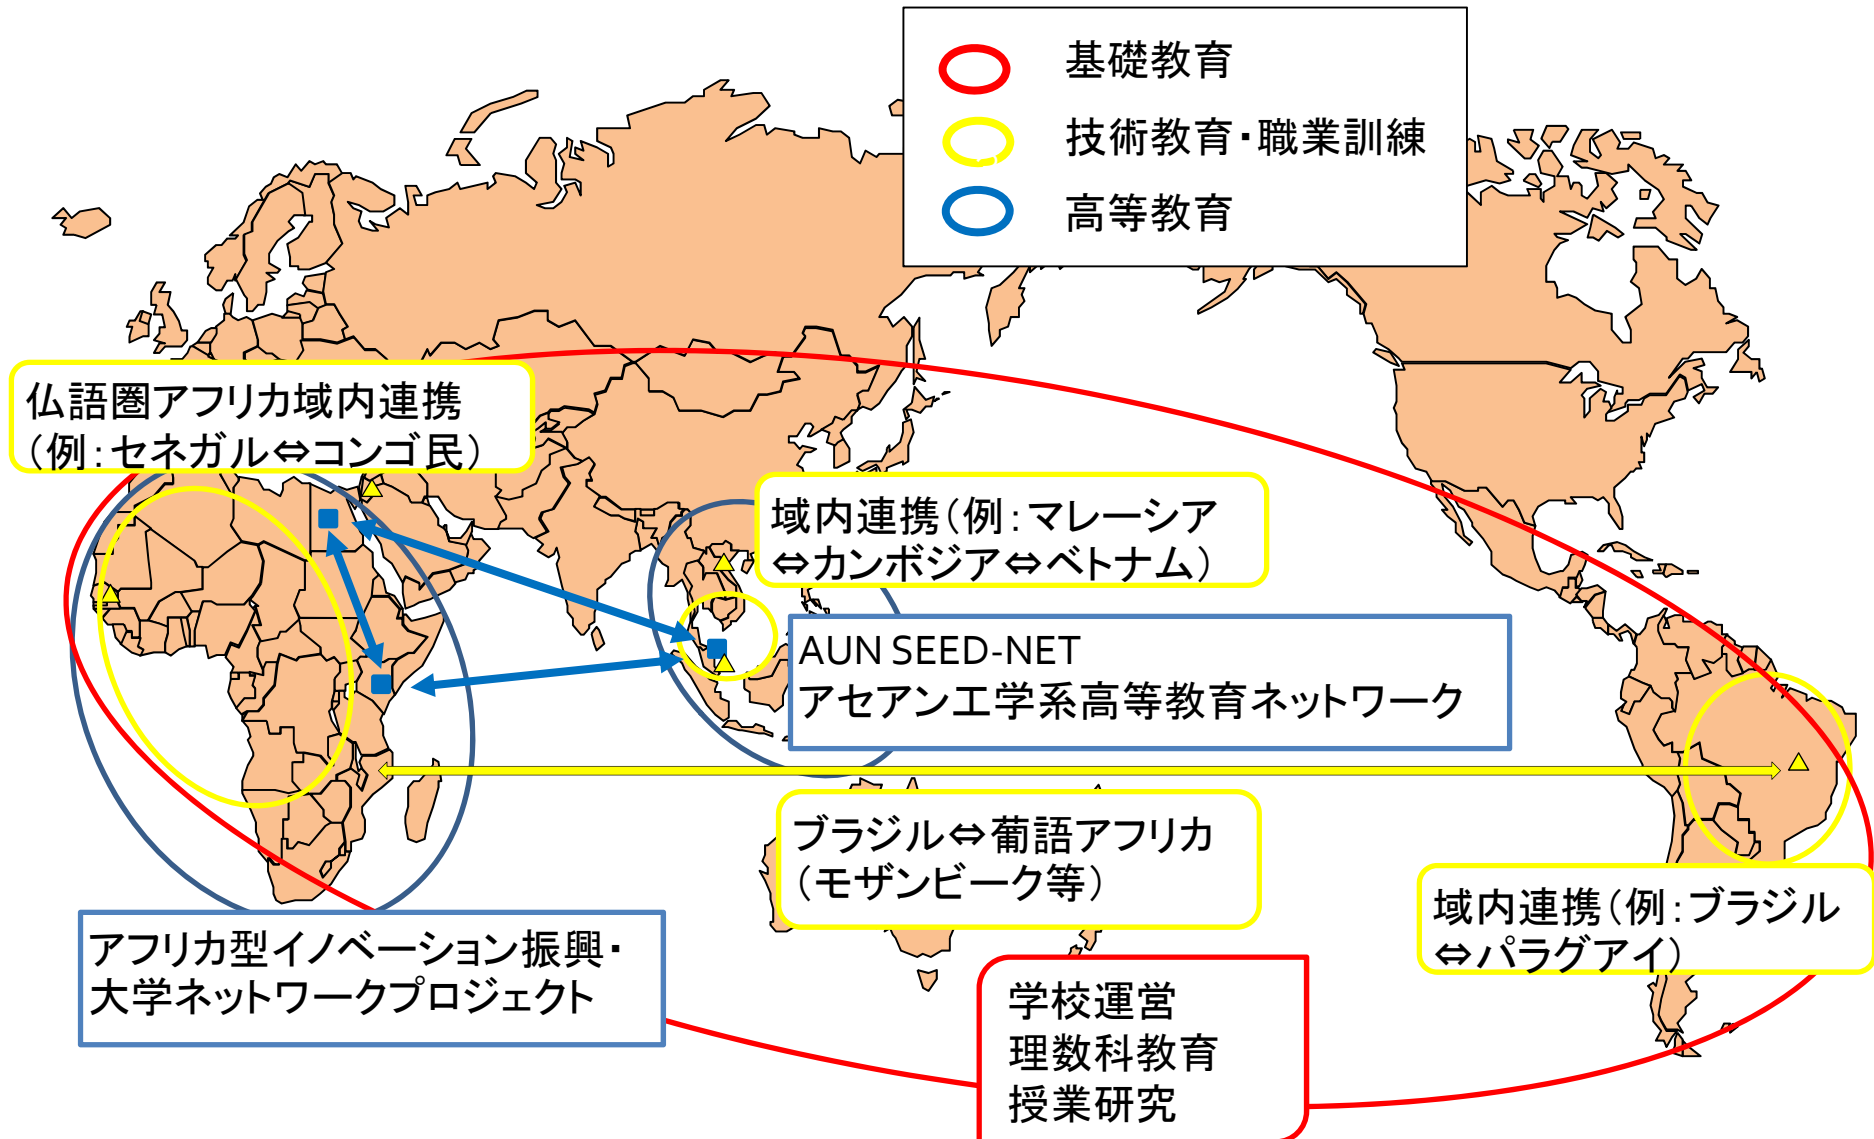 基礎教育
技術教育・職業訓練
高等教育
仏語圏アフリカ域内連携
（例：セネガル⇔コンゴ民）
域内連携（例：マレーシア
⇔カンボジア⇔ベトナム）
AUN SEED-NET
アセアン工学系高等教育ネットワーク
ブラジル⇔葡語アフリカ
（モザンビーク等）
域内連携（例：ブラジル
⇔パラグアイ）
アフリカ型イノベーション振興・
大学ネットワークプロジェクト
学校運営
理数科教育
授業研究